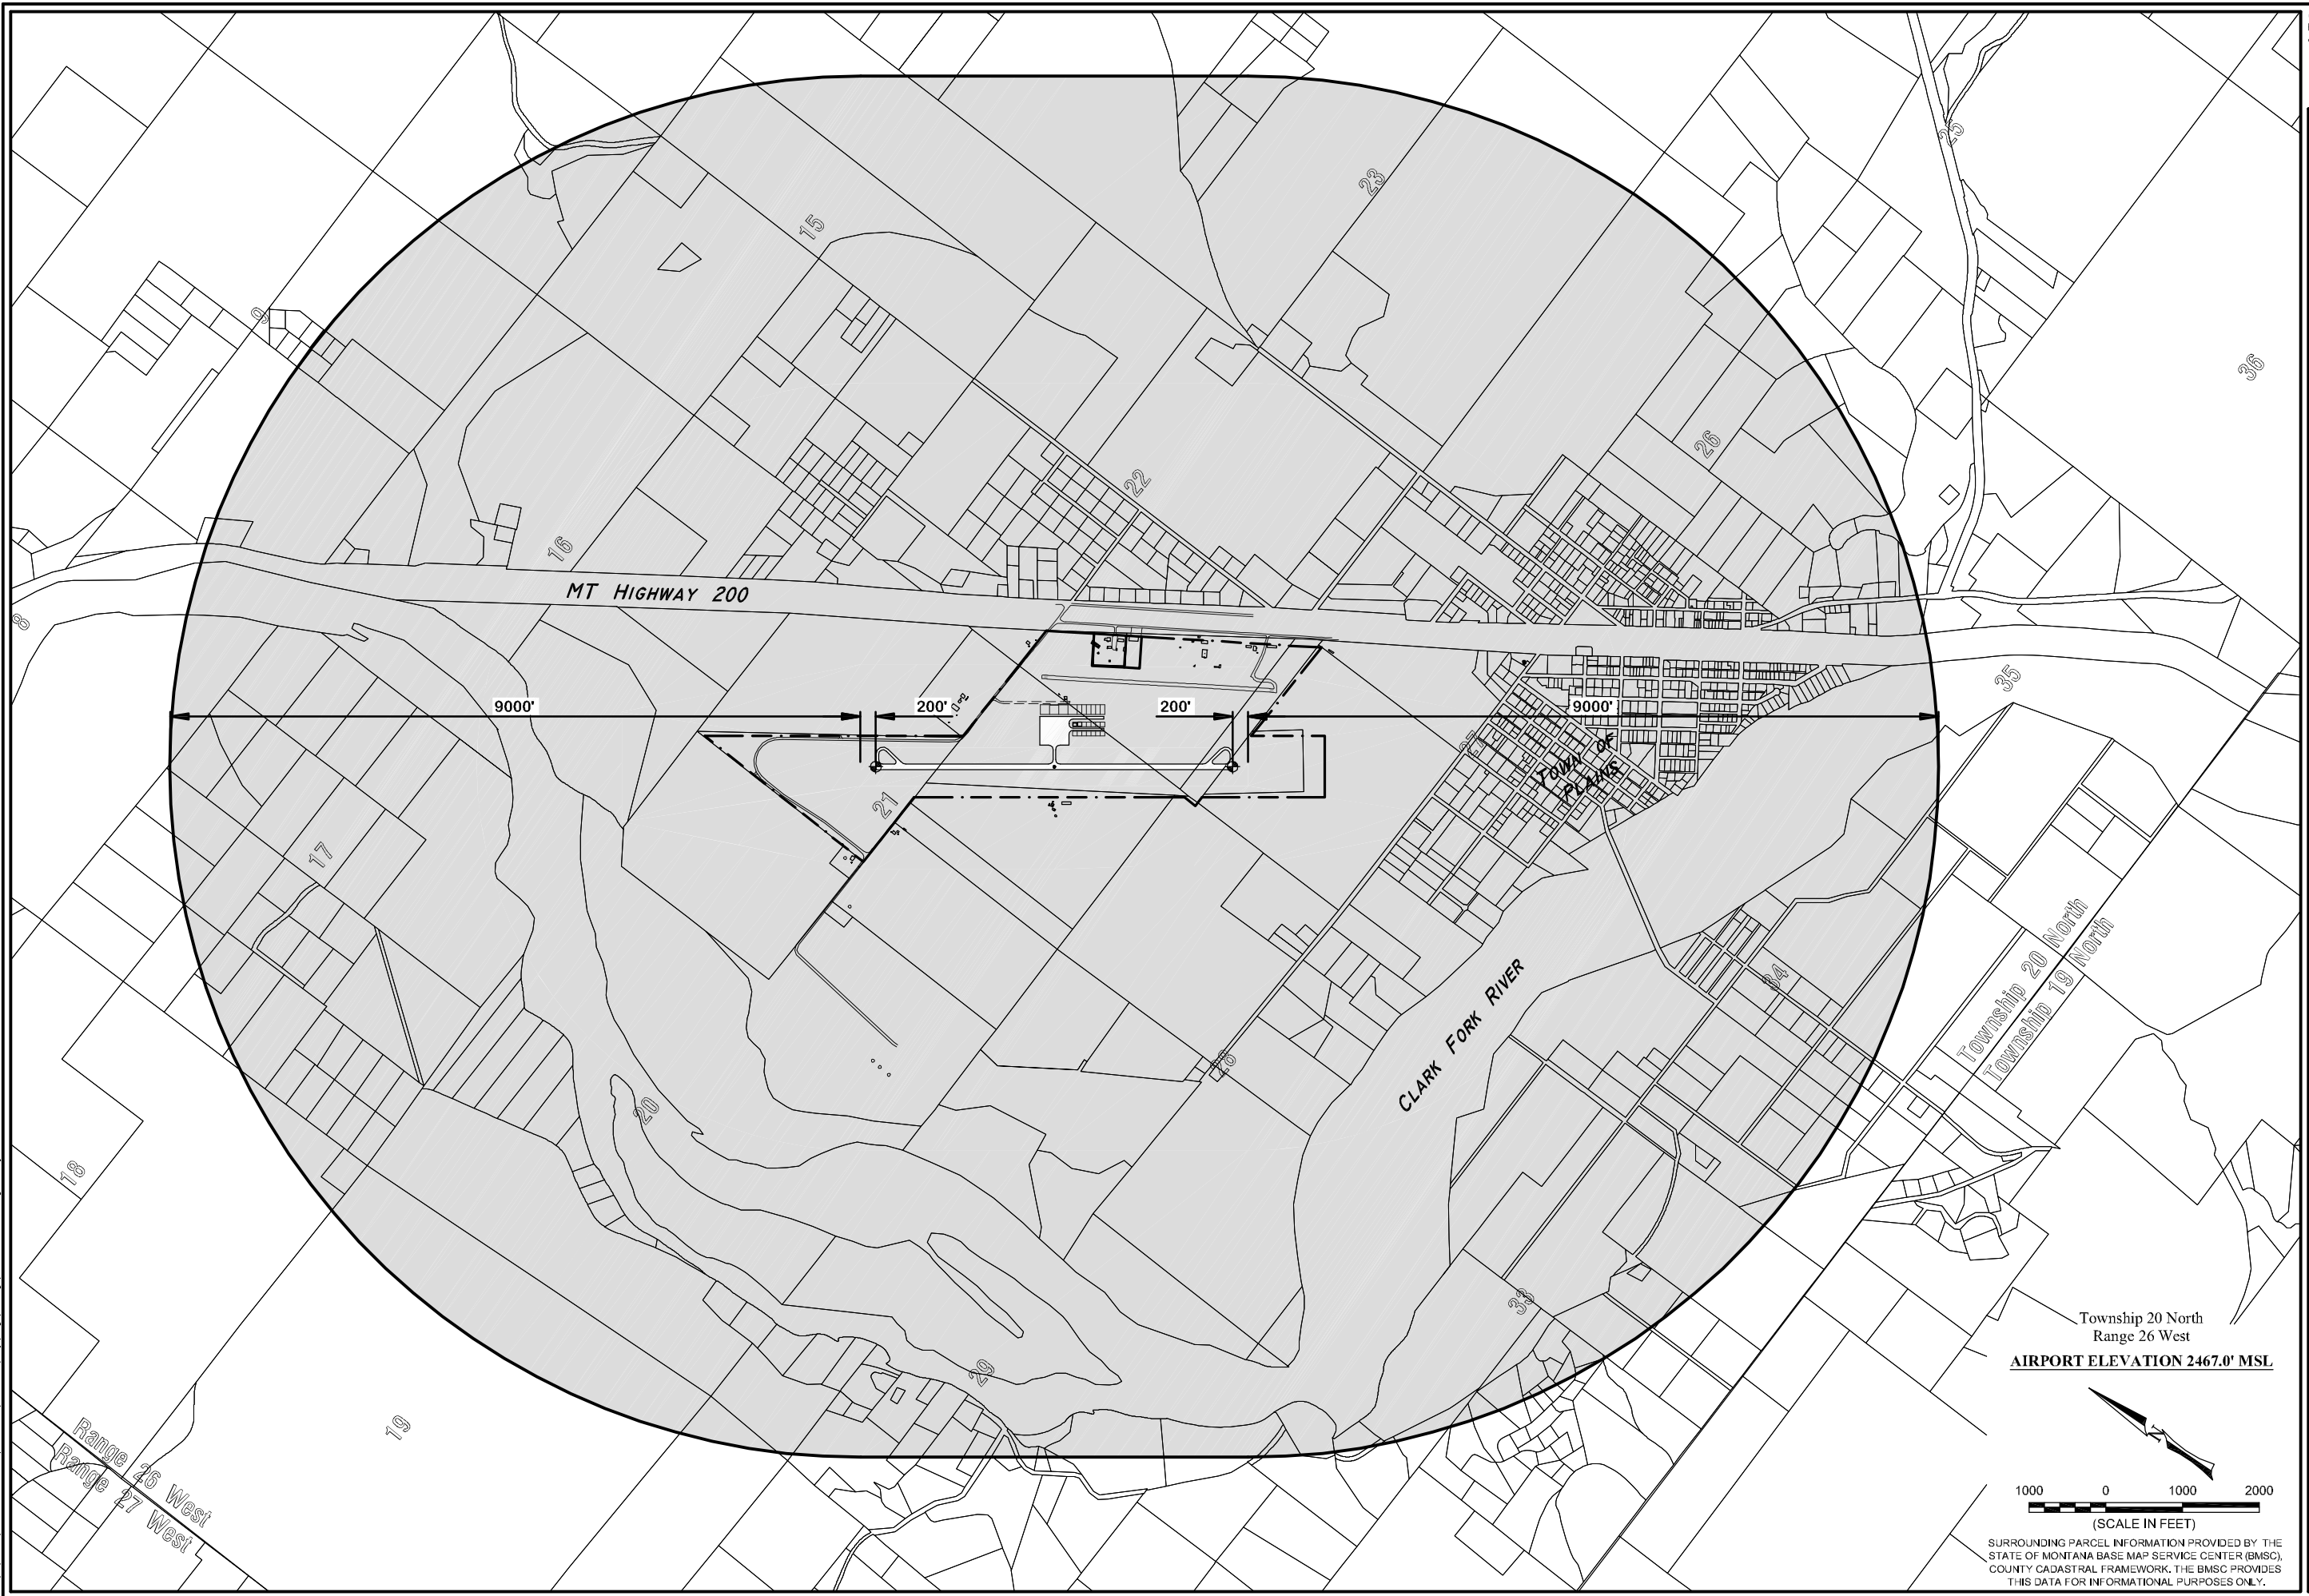 25
23
15
9
36
26
22
16
MT HIGHWAY 200
8
35
9000'
200'
200'
9000'
27
TOWN OF
PLAINS
21
17
Township 20 North
Township 19 North
34
CLARK FORK RIVER
28
20
18
33
Township 20 North
Range 26 West
AIRPORT ELEVATION 2467.0' MSL
29
19
Range 26 West
Range 27 West
N
1000 0 1000 2000
(SCALE IN FEET)
SURROUNDING PARCEL INFORMATION PROVIDED BY THE
STATE OF MONTANA BASE MAP SERVICE CENTER (BMSC),
COUNTY CADASTRAL FRAMEWORK. THE BMSC PROVIDES
THIS DATA FOR INFORMATIONAL PURPOSES ONLY.